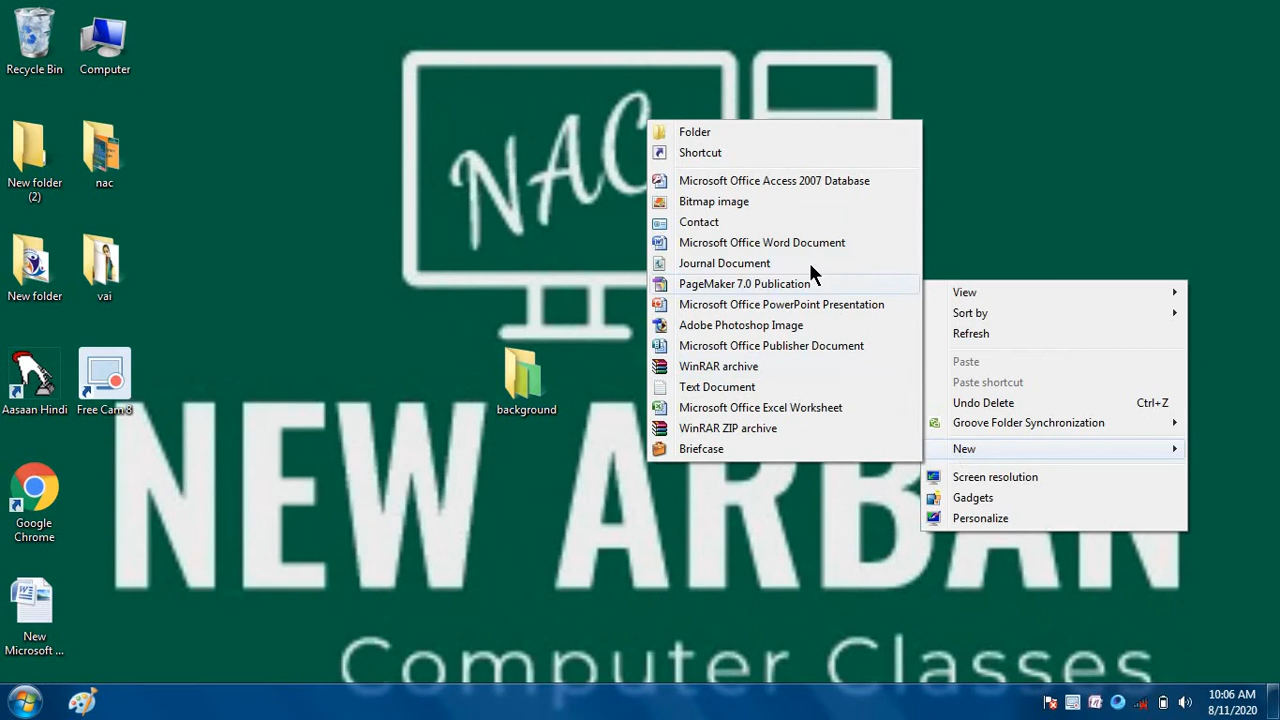 Recycle Bin
Computer
New folder
(2)
nac
New folder
vai
Aasaan Hindi
Free Cam 8
Google
Chrome
New
Microsoft ...
background
NAC
NEW ARBAN
Computer Classes
Folder
Shortcut
Microsoft Office Access 2007 Database
Bitmap image
Contact
Microsoft Office Word Document
Journal Document
PageMaker 7.0 Publication
Microsoft Office PowerPoint Presentation
Adobe Photoshop Image
Microsoft Office Publisher Document
WinRAR archive
Text Document
Microsoft Office Excel Worksheet
WinRAR ZIP archive
Briefcase
View
Sort by
Refresh
Paste
Paste shortcut
Undo Delete Ctrl+Z
Groove Folder Synchronization
New
Screen resolution
Gadgets
Personalize
10:06 AM
8/11/2020